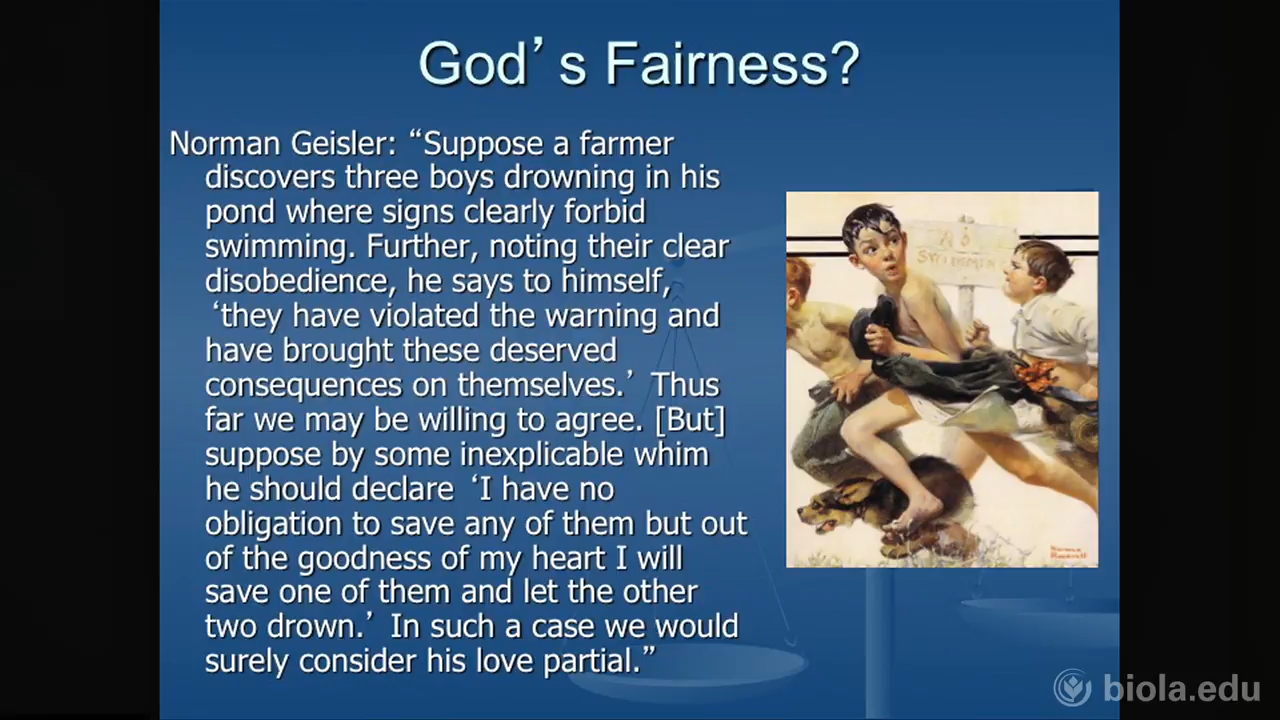 God’s Fairness?
Norman Geisler: “Suppose a farmer
discovers three boys drowning in his
pond where signs clearly forbid
swimming. Further, noting their clear
disobedience, he says to himself,
‘they have violated the warning and
have brought these deserved
consequences on themselves.’ Thus
far we may be willing to agree. [But]
suppose by some inexplicable whim
he should declare ‘I have no
obligation to save any of them but out
of the goodness of my heart I will
save one of them and let the other
two drown.’ In such a case we would
surely consider his love partial.”
No
Swimming
Norman
Rockwell
biola.edu